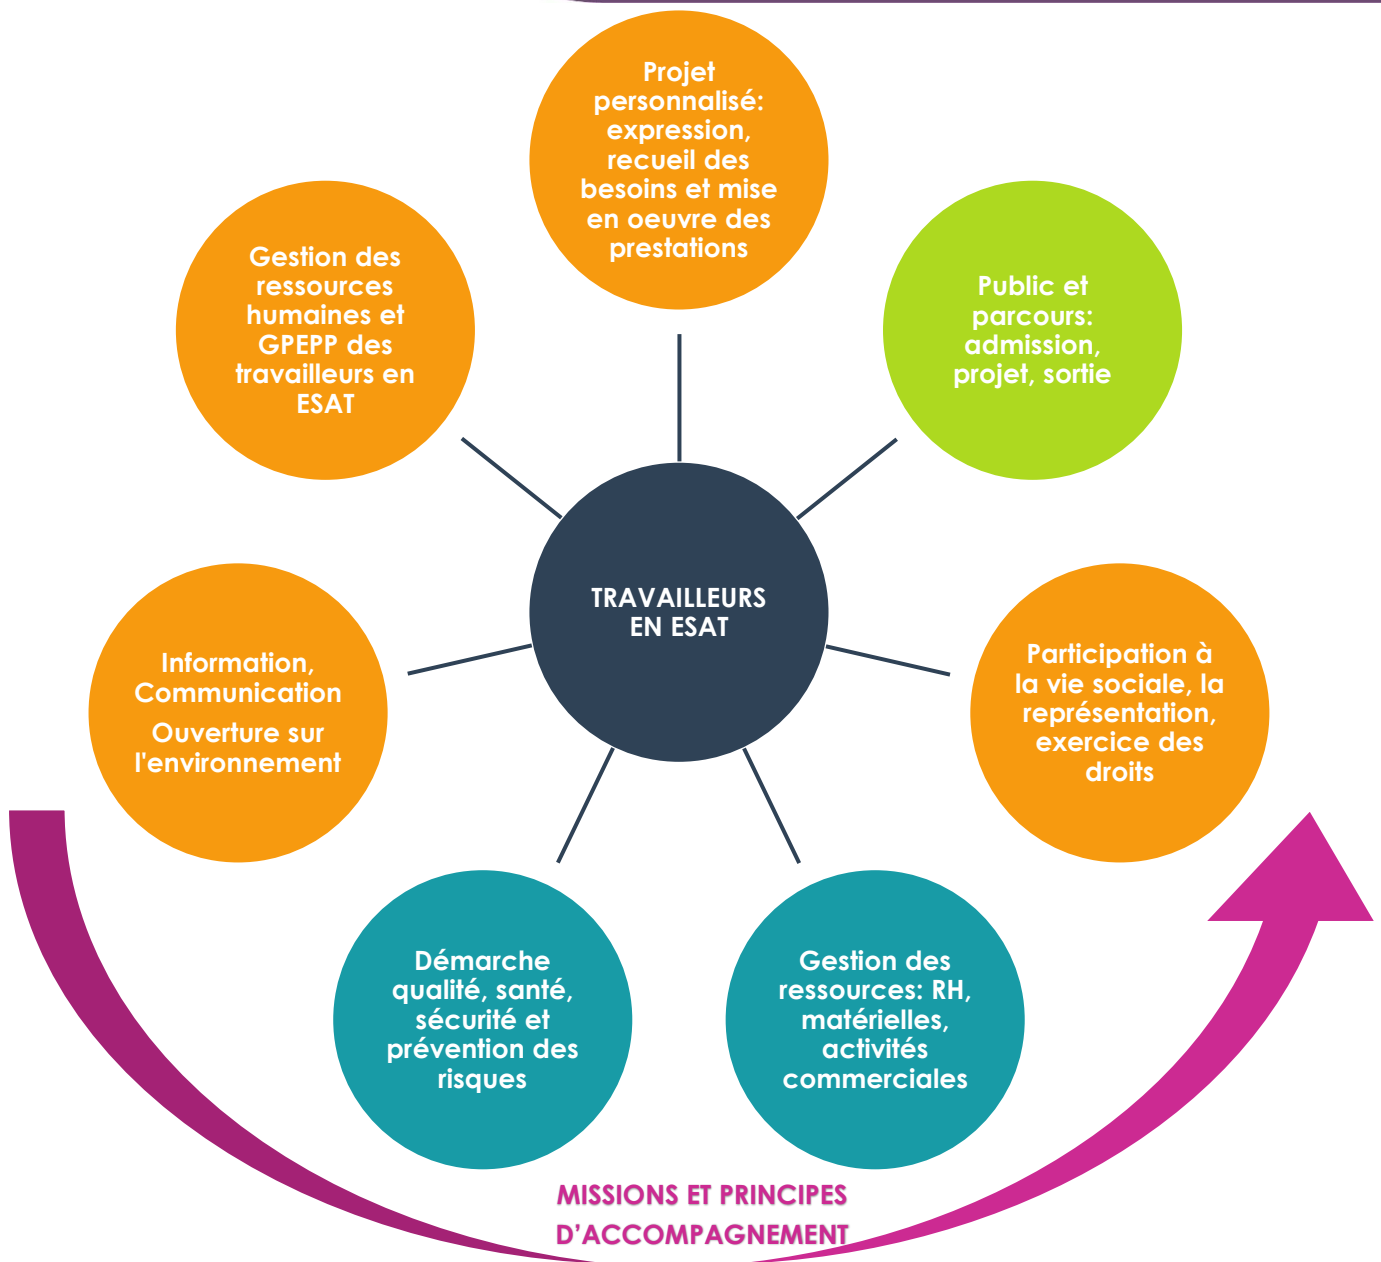 Projet
personnalisé:
expression,
recueil des
besoins et mise
en oeuvre des
prestations
Public et
parcours:
admission,
projet, sortie
Participation à
la vie sociale, la
représentation,
exercice des
droits
Gestion des
ressources: RH,
matérielles,
activités
commerciales
Démarche
qualité, santé,
sécurité et
prévention des
risques
Information,
Communication
Ouverture sur
l'environnement
Gestion des
ressources
humaines et
GPEPP des
travailleurs en
ESAT
TRAVAILLEURS
EN ESAT
MISSIONS ET PRINCIPES
D’ACCOMPAGNEMENT